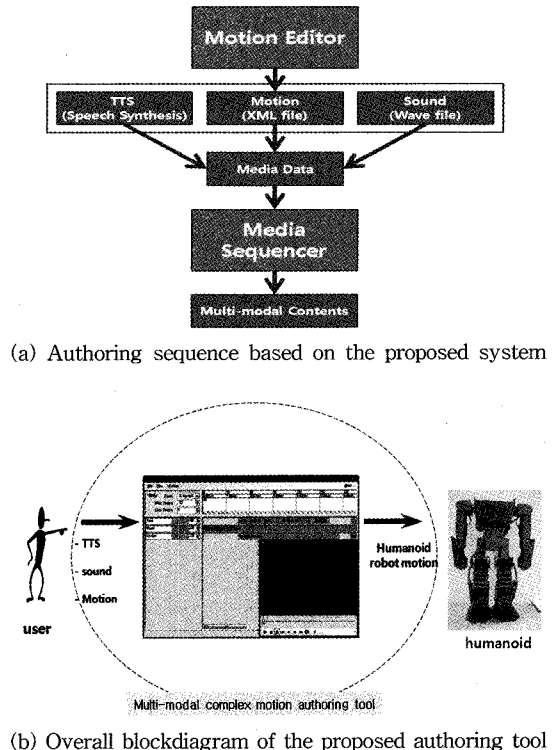 Motion Editor
TTS
(Speech Synthesis)
Motion
(XML file)
Sound
(Wave file)
Media Data
Media
Sequencer
Multi-modal Contents
(a) Authoring sequence based on the proposed system
- TTS
- sound
- Motion
user
Humanoid
robot motion
humanoid
Multi-modal complex motion authoring tool
(b) Overall blockdiagram of the proposed authoring tool